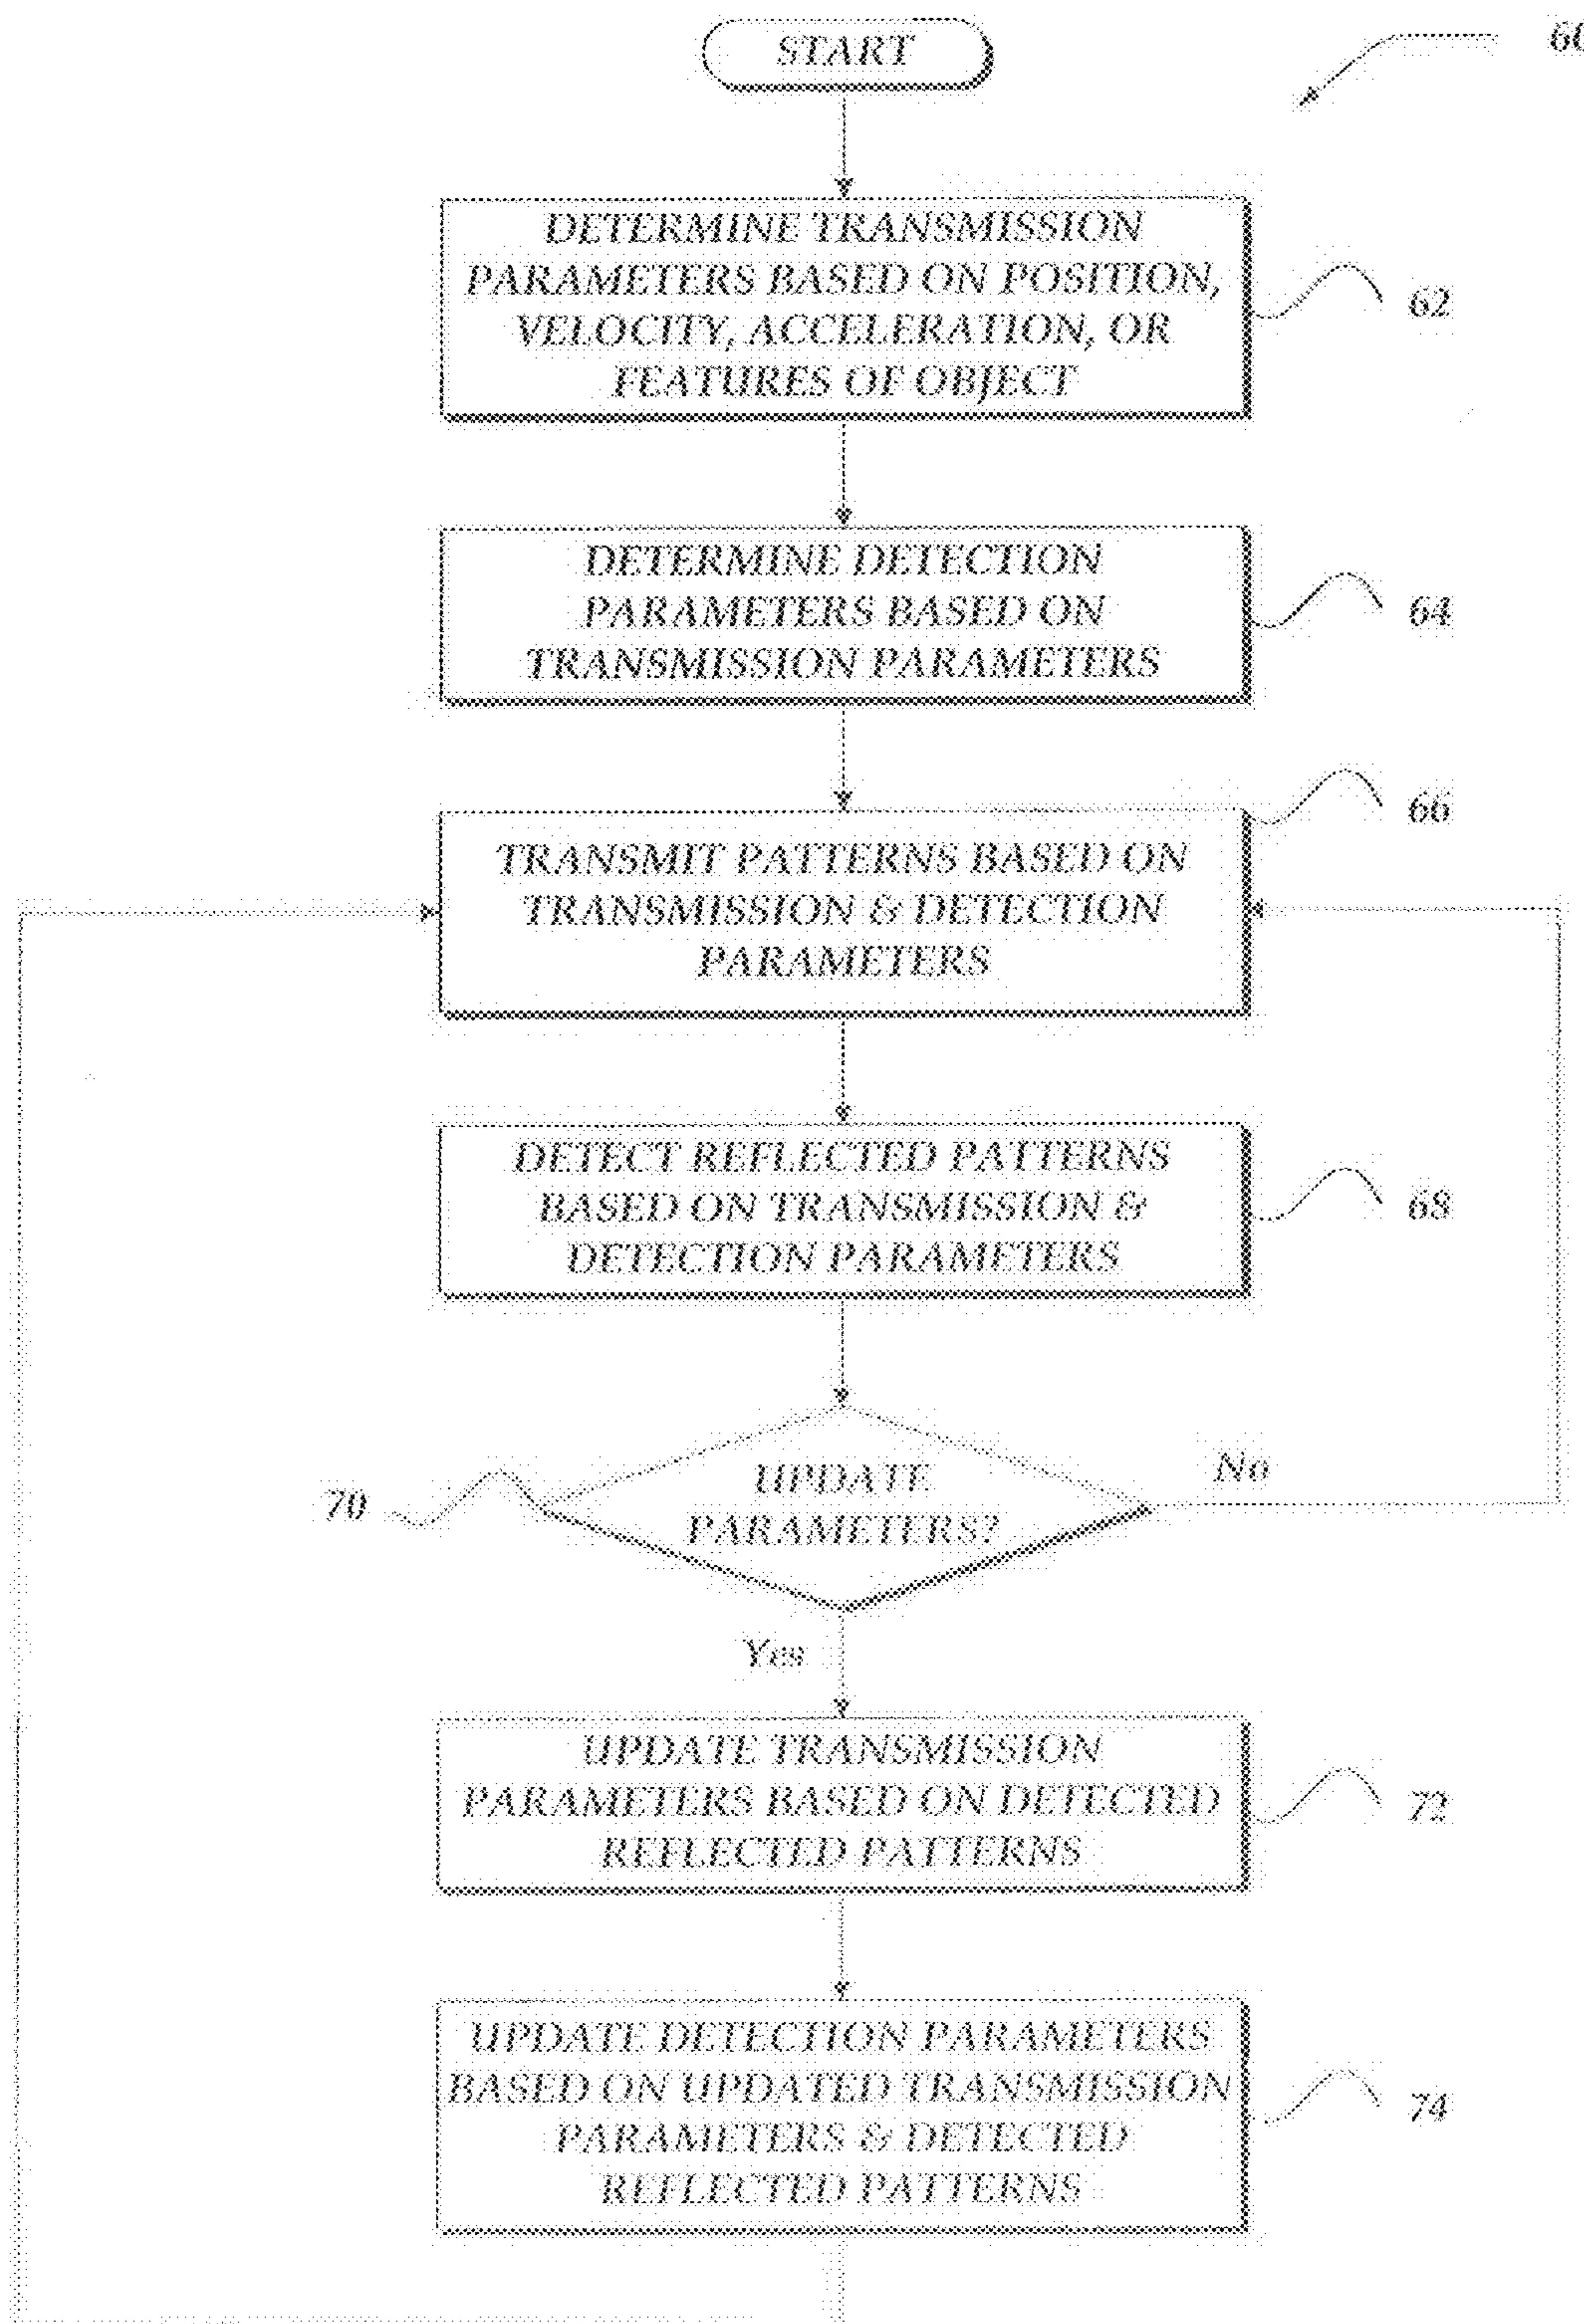 START
60
DETERMINE TRANSMISSION
PARAMETERS BASED ON POSITION,
VELOCITY, ACCELERATION, OR
FEATURES OF OBJECT
62
DETERMINE DETECTION
PARAMETERS BASED ON
TRANSMISSION PARAMETERS
64
66
TRANSMIT PATTERNS BASED ON
TRANSMISSION & DETECTION
PARAMETERS
DETECT REFLECTED PATTERNS
BASED ON TRANSMISSION &
DETECTION PARAMETERS
68
UPDATE
PARAMETERS?
70
No
Yes
UPDATE TRANSMISSION
PARAMETERS BASED ON DETECTED
REFLECTED PATTERNS
72
UPDATE DETECTION PARAMETERS
BASED ON UPDATED TRANSMISSION
PARAMETERS & DETECTED
REFLECTED PATTERNS
74